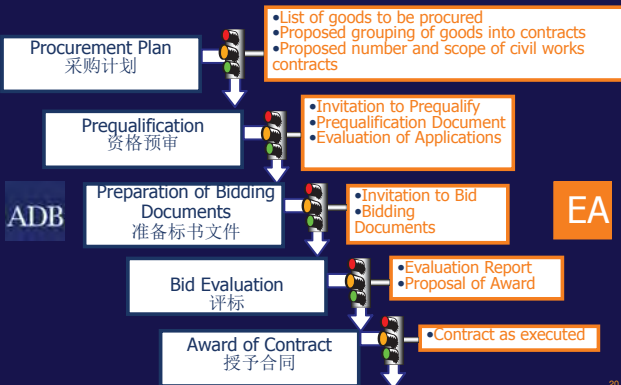 Procurement Plan
采购计划
•List of goods to be procured
•Proposed grouping of goods into contracts
•Proposed number and scope of civil works
contracts
Prequalification
资格预审
•Invitation to Prequalify
•Prequalification Document
•Evaluation of Applications
ADB
Preparation of Bidding
Documents
准备标书文件
•Invitation to Bid
•Bidding
Documents
EA
Bid Evaluation
评标
•Evaluation Report
•Proposal of Award
Award of Contract
授予合同
•Contract as executed
20